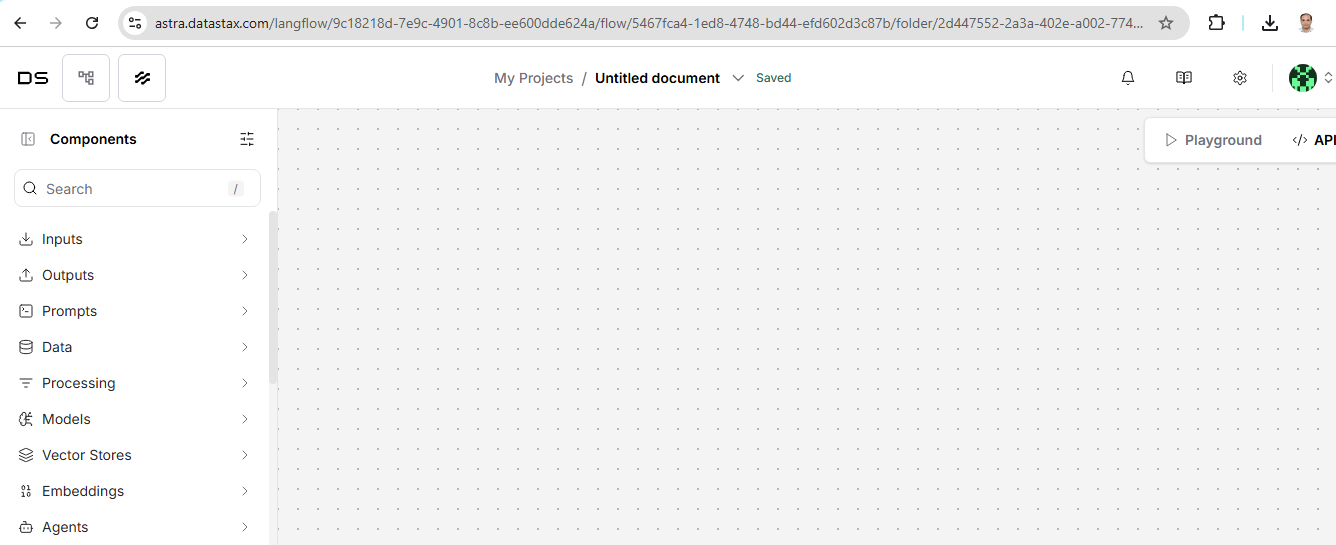 astra.datastax.com/langflow/9c18218d-7e9c-4901-8c8b-ee600dde624a/flow/5467fca4-1ed8-4748-bd44-efd602d3c87b/folder/2d447552-2a3a-402e-a002-774...
DS My Projects / Untitled document Saved
Components
Playground </> API
Search /
Inputs
Outputs
Prompts
Data
Processing
Models
Vector Stores
Embeddings
Agents